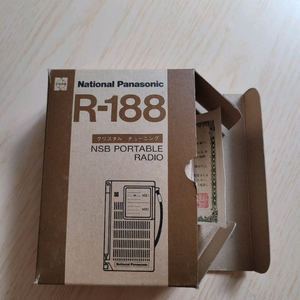 National Panasonic
R-188
クリスタル チューニング
NSB PORTABLE
RADIO
National Panasonic